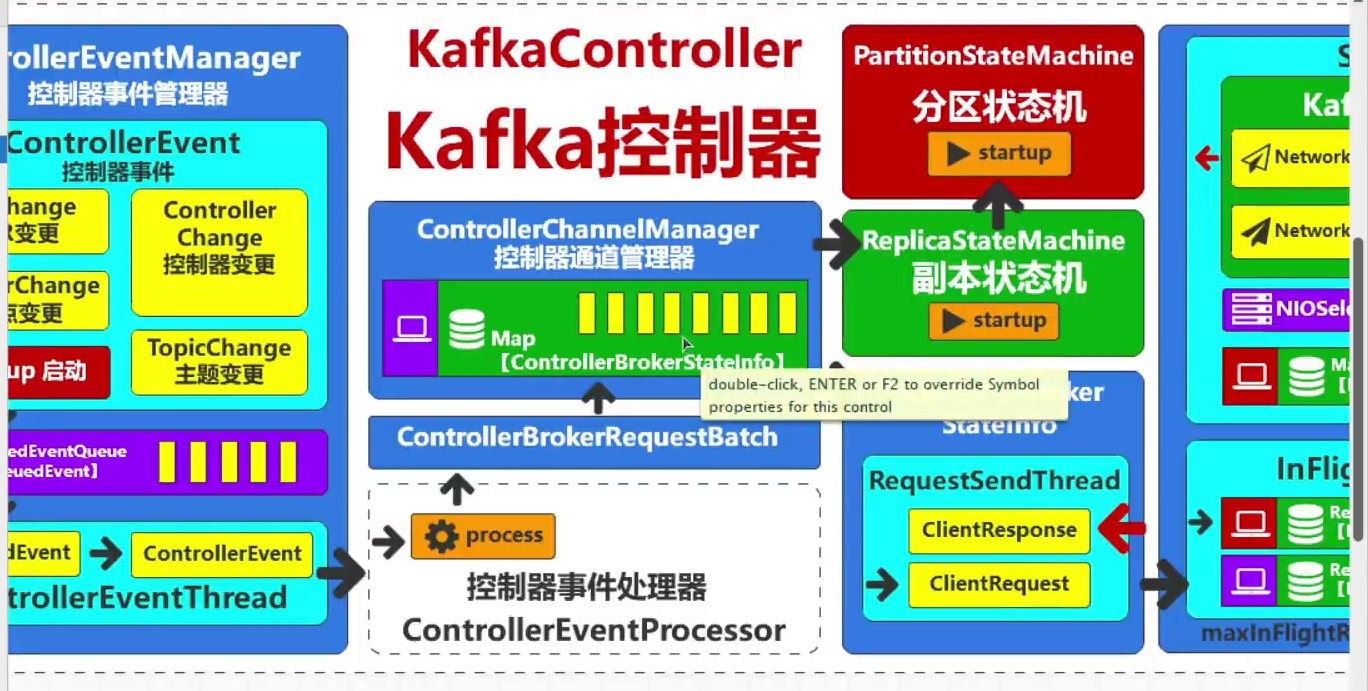 rollerEventManager
控制器事件管理器
ControllerEvent
控制器事件
hange
变更
Controller
Change
控制器变更
rChange
点变更
up 启动
TopicChange
主题变更
edEventQueue
euedEvent】
dEvent
ControllerEvent
trollerEventThread
KafkaController
Kafka控制器
ControllerChannelManager
控制器通道管理器
Map
【ControllerBrokerStateInfo】
ControllerBrokerRequestBatch
process
控制器事件处理器
ControllerEventProcessor
PartitionStateMachine
分区状态机
startup
ReplicaStateMachine
副本状态机
startup
double-click, ENTER or F2 to override Symbol
properties for this control
ker
StateInfo
RequestSendThread
ClientResponse
ClientRequest
S
Kaf
Network
Network
NIOSele
Ma
InFlig
Re
Re
maxInFlightR